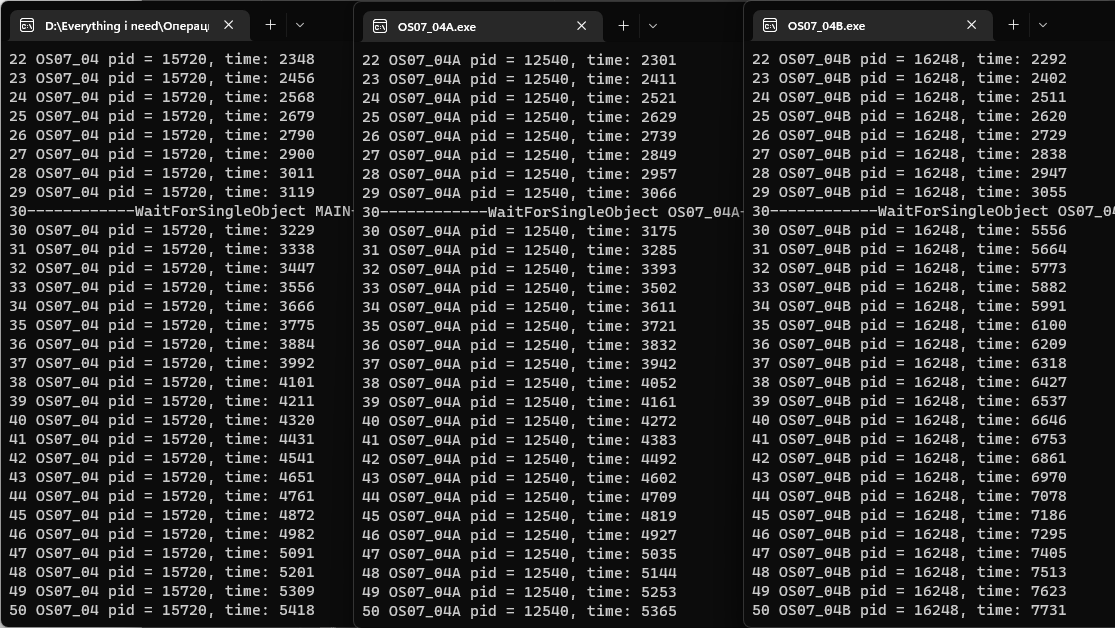 D:\Everything i need\Операц
22 OS07_04 pid = 15720, time: 2348
23 OS07_04 pid = 15720, time: 2456
24 OS07_04 pid = 15720, time: 2568
25 OS07_04 pid = 15720, time: 2679
26 OS07_04 pid = 15720, time: 2790
27 OS07_04 pid = 15720, time: 2900
28 OS07_04 pid = 15720, time: 3011
29 OS07_04 pid = 15720, time: 3119
30------------WaitForSingleObject MAIN-
30 OS07_04 pid = 15720, time: 3229
31 OS07_04 pid = 15720, time: 3338
32 OS07_04 pid = 15720, time: 3447
33 OS07_04 pid = 15720, time: 3556
34 OS07_04 pid = 15720, time: 3666
35 OS07_04 pid = 15720, time: 3775
36 OS07_04 pid = 15720, time: 3884
37 OS07_04 pid = 15720, time: 3992
38 OS07_04 pid = 15720, time: 4101
39 OS07_04 pid = 15720, time: 4211
40 OS07_04 pid = 15720, time: 4320
41 OS07_04 pid = 15720, time: 4431
42 OS07_04 pid = 15720, time: 4541
43 OS07_04 pid = 15720, time: 4651
44 OS07_04 pid = 15720, time: 4761
45 OS07_04 pid = 15720, time: 4872
46 OS07_04 pid = 15720, time: 4982
47 OS07_04 pid = 15720, time: 5091
48 OS07_04 pid = 15720, time: 5201
49 OS07_04 pid = 15720, time: 5309
50 OS07_04 pid = 15720, time: 5418
OS07_04A.exe
22 OS07_04A pid = 12540, time: 2301
23 OS07_04A pid = 12540, time: 2411
24 OS07_04A pid = 12540, time: 2521
25 OS07_04A pid = 12540, time: 2629
26 OS07_04A pid = 12540, time: 2739
27 OS07_04A pid = 12540, time: 2849
28 OS07_04A pid = 12540, time: 2957
29 OS07_04A pid = 12540, time: 3066
30------------WaitForSingleObject OS07_04A-
30 OS07_04A pid = 12540, time: 3175
31 OS07_04A pid = 12540, time: 3285
32 OS07_04A pid = 12540, time: 3393
33 OS07_04A pid = 12540, time: 3502
34 OS07_04A pid = 12540, time: 3611
35 OS07_04A pid = 12540, time: 3721
36 OS07_04A pid = 12540, time: 3832
37 OS07_04A pid = 12540, time: 3942
38 OS07_04A pid = 12540, time: 4052
39 OS07_04A pid = 12540, time: 4161
40 OS07_04A pid = 12540, time: 4272
41 OS07_04A pid = 12540, time: 4383
42 OS07_04A pid = 12540, time: 4492
43 OS07_04A pid = 12540, time: 4602
44 OS07_04A pid = 12540, time: 4709
45 OS07_04A pid = 12540, time: 4819
46 OS07_04A pid = 12540, time: 4927
47 OS07_04A pid = 12540, time: 5035
48 OS07_04A pid = 12540, time: 5144
49 OS07_04A pid = 12540, time: 5253
50 OS07_04A pid = 12540, time: 5365
OS07_04B.exe
22 OS07_04B pid = 16248, time: 2292
23 OS07_04B pid = 16248, time: 2402
24 OS07_04B pid = 16248, time: 2511
25 OS07_04B pid = 16248, time: 2620
26 OS07_04B pid = 16248, time: 2729
27 OS07_04B pid = 16248, time: 2838
28 OS07_04B pid = 16248, time: 2947
29 OS07_04B pid = 16248, time: 3055
30------------WaitForSingleObject OS07_04
30 OS07_04B pid = 16248, time: 5556
31 OS07_04B pid = 16248, time: 5664
32 OS07_04B pid = 16248, time: 5773
33 OS07_04B pid = 16248, time: 5882
34 OS07_04B pid = 16248, time: 5991
35 OS07_04B pid = 16248, time: 6100
36 OS07_04B pid = 16248, time: 6209
37 OS07_04B pid = 16248, time: 6318
38 OS07_04B pid = 16248, time: 6427
39 OS07_04B pid = 16248, time: 6537
40 OS07_04B pid = 16248, time: 6646
41 OS07_04B pid = 16248, time: 6753
42 OS07_04B pid = 16248, time: 6861
43 OS07_04B pid = 16248, time: 6970
44 OS07_04B pid = 16248, time: 7078
45 OS07_04B pid = 16248, time: 7186
46 OS07_04B pid = 16248, time: 7295
47 OS07_04B pid = 16248, time: 7405
48 OS07_04B pid = 16248, time: 7513
49 OS07_04B pid = 16248, time: 7623
50 OS07_04B pid = 16248, time: 7731